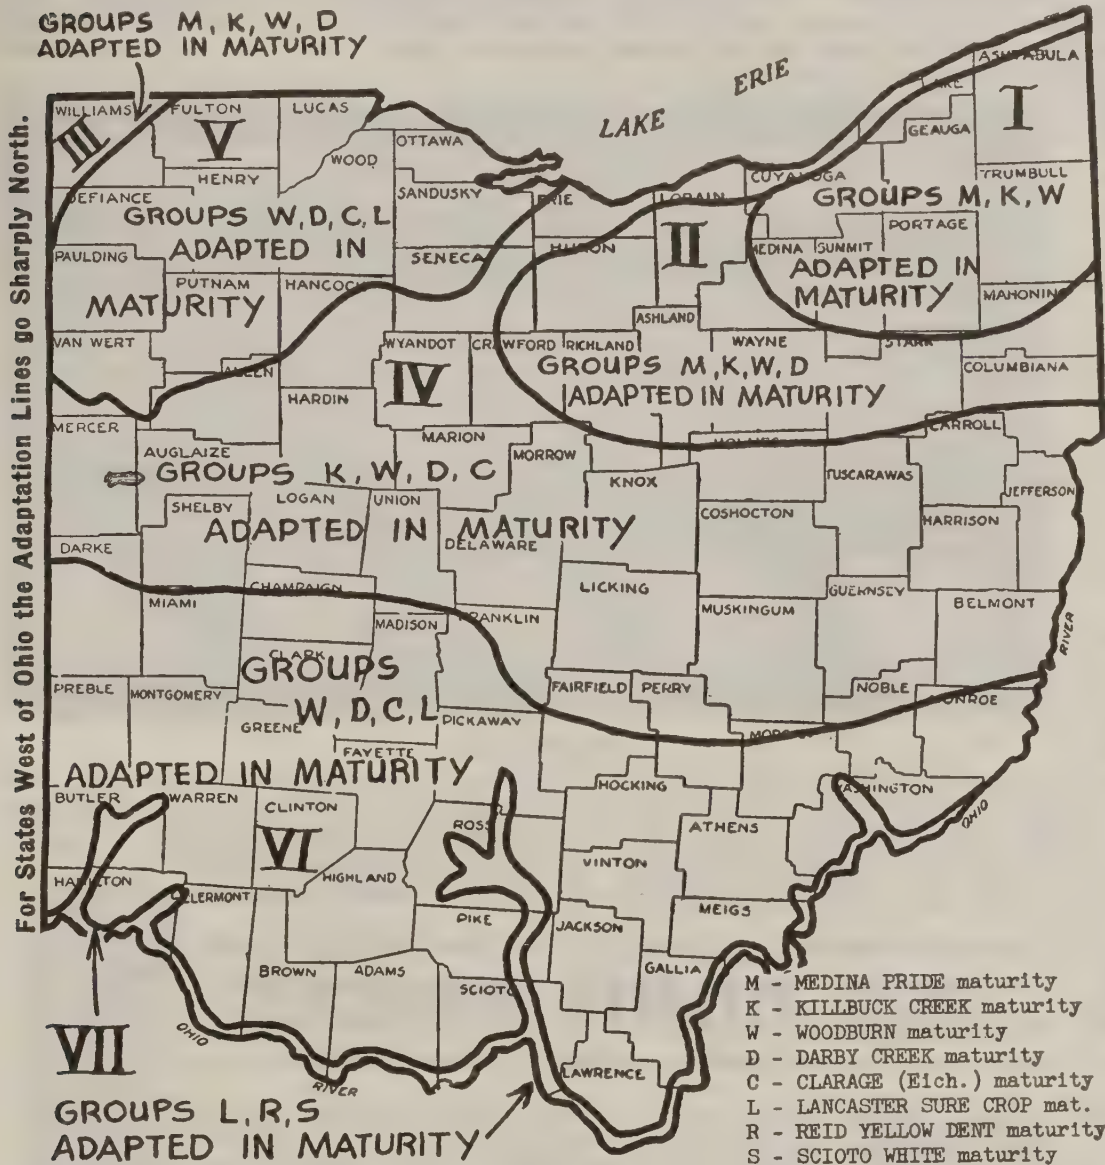 GROUPS M, K, W, D
ADAPTED IN MATURITY
For States West of Ohio the Adaptation Lines go Sharply North.
LAKE ERIE
WILLIAMS
III
FULTON
V
LUCAS
OTTAWA
WOOD
HENRY
DEFIANCE
SANDUSKY
ERIE
LORAIN
CUYAHOGA
LAKE
ASHTABULA
I
GEAUGA
TRUMBULL
GROUPS W, D, C, L
ADAPTED IN
MATURITY
PAULDING
PUTNAM
HANCOCK
SENECA
HURON
II
MEDINA
SUMMIT
PORTAGE
GROUPS M, K, W
ADAPTED IN
MATURITY
MAHONING
ASHLAND
VAN WERT
ALLEN
WYANDOT
CRAWFORD
RICHLAND
WAYNE
STARK
COLUMBIANA
GROUPS M, K, W, D
ADAPTED IN MATURITY
IV
HARDIN
MERCER
AUGLAIZE
MARION
MORROW
HOLMES
CARROLL
GROUPS K, W, D, C
ADAPTED IN MATURITY
KNOX
TUSCARAWAS
JEFFERSON
SHELBY
LOGAN
UNION
COSHOCTON
HARRISON
DARKE
DELAWARE
CHAMPAIGN
MIAMI
LICKING
MUSKINGUM
GUERNSEY
BELMONT
MADISON
FRANKLIN
CLARK
RIVER
GROUPS
W, D, C, L
ADAPTED IN MATURITY
PREBLE
MONTGOMERY
GREENE
FAYETTE
PICKAWAY
FAIRFIELD
PERRY
NOBLE
MONROE
MORGAN
HOCKING
WASHINGTON
OHIO
BUTLER
WARREN
CLINTON
ROSS
ATHENS
VI
VINTON
HAMILTON
CLERMONT
HIGHLAND
PIKE
JACKSON
MEIGS
BROWN
ADAMS
SCIOTO
GALLIA
OHIO
RIVER
LAWRENCE
VII
GROUPS L, R, S
ADAPTED IN MATURITY
M - MEDINA PRIDE maturity
K - KILLBUCK CREEK maturity
W - WOODBURN maturity
D - DARBY CREEK maturity
C - CLARAGE (Eich.) maturity
L - LANCASTER SURE CROP mat.
R - REID YELLOW DENT maturity
S - SCIOTO WHITE maturity